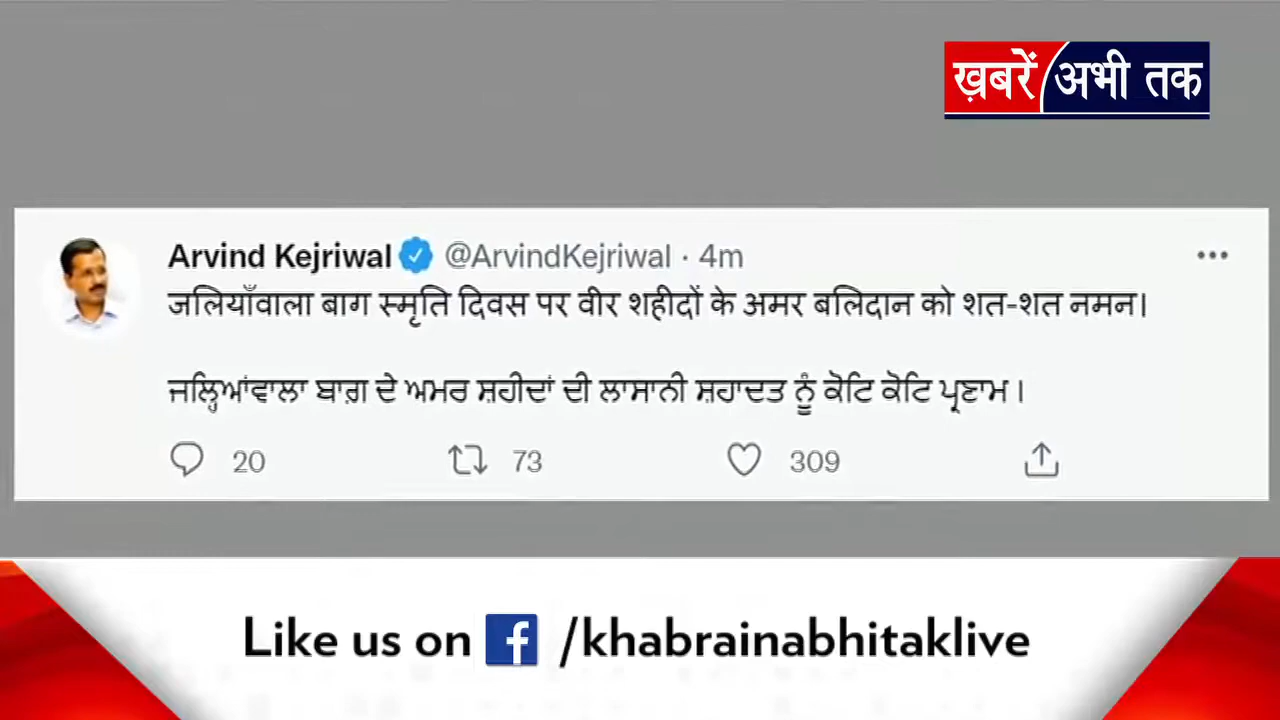 ख़बरें अभी तक
Arvind Kejriwal @ArvindKejriwal · 4m
जलियाँवाला बाग स्मृति दिवस पर वीर शहीदों के अमर बलिदान को शत-शत नमन।
ਜਲ੍ਹਿਆਂਵਾਲਾ ਬਾਗ਼ ਦੇ ਅਮਰ ਸ਼ਹੀਦਾਂ ਦੀ ਲਾਸਾਨੀ ਸ਼ਹਾਦਤ ਨੂੰ ਕੋਟਿ ਕੋਟਿ ਪ੍ਰਣਾਮ।
20 73 309
Like us on f /khabrainabhitaklive